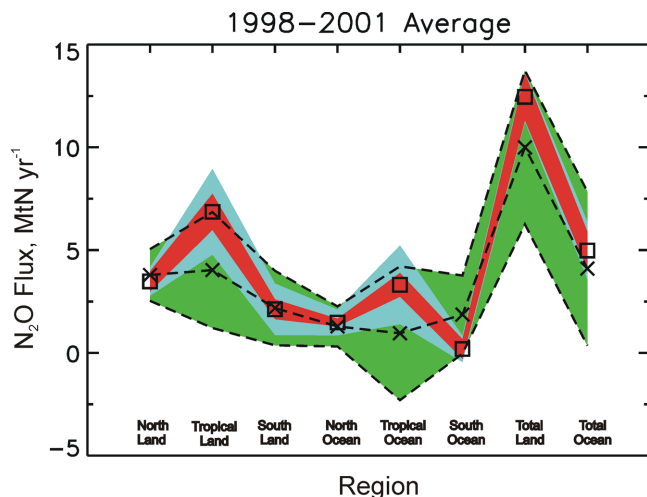 1998−2001 Average
15
10
5
0
−5
N₂O Flux, MtN yr⁻¹
North Land
Tropical Land
South Land
North Ocean
Tropical Ocean
South Ocean
Total Land
Total Ocean
Region